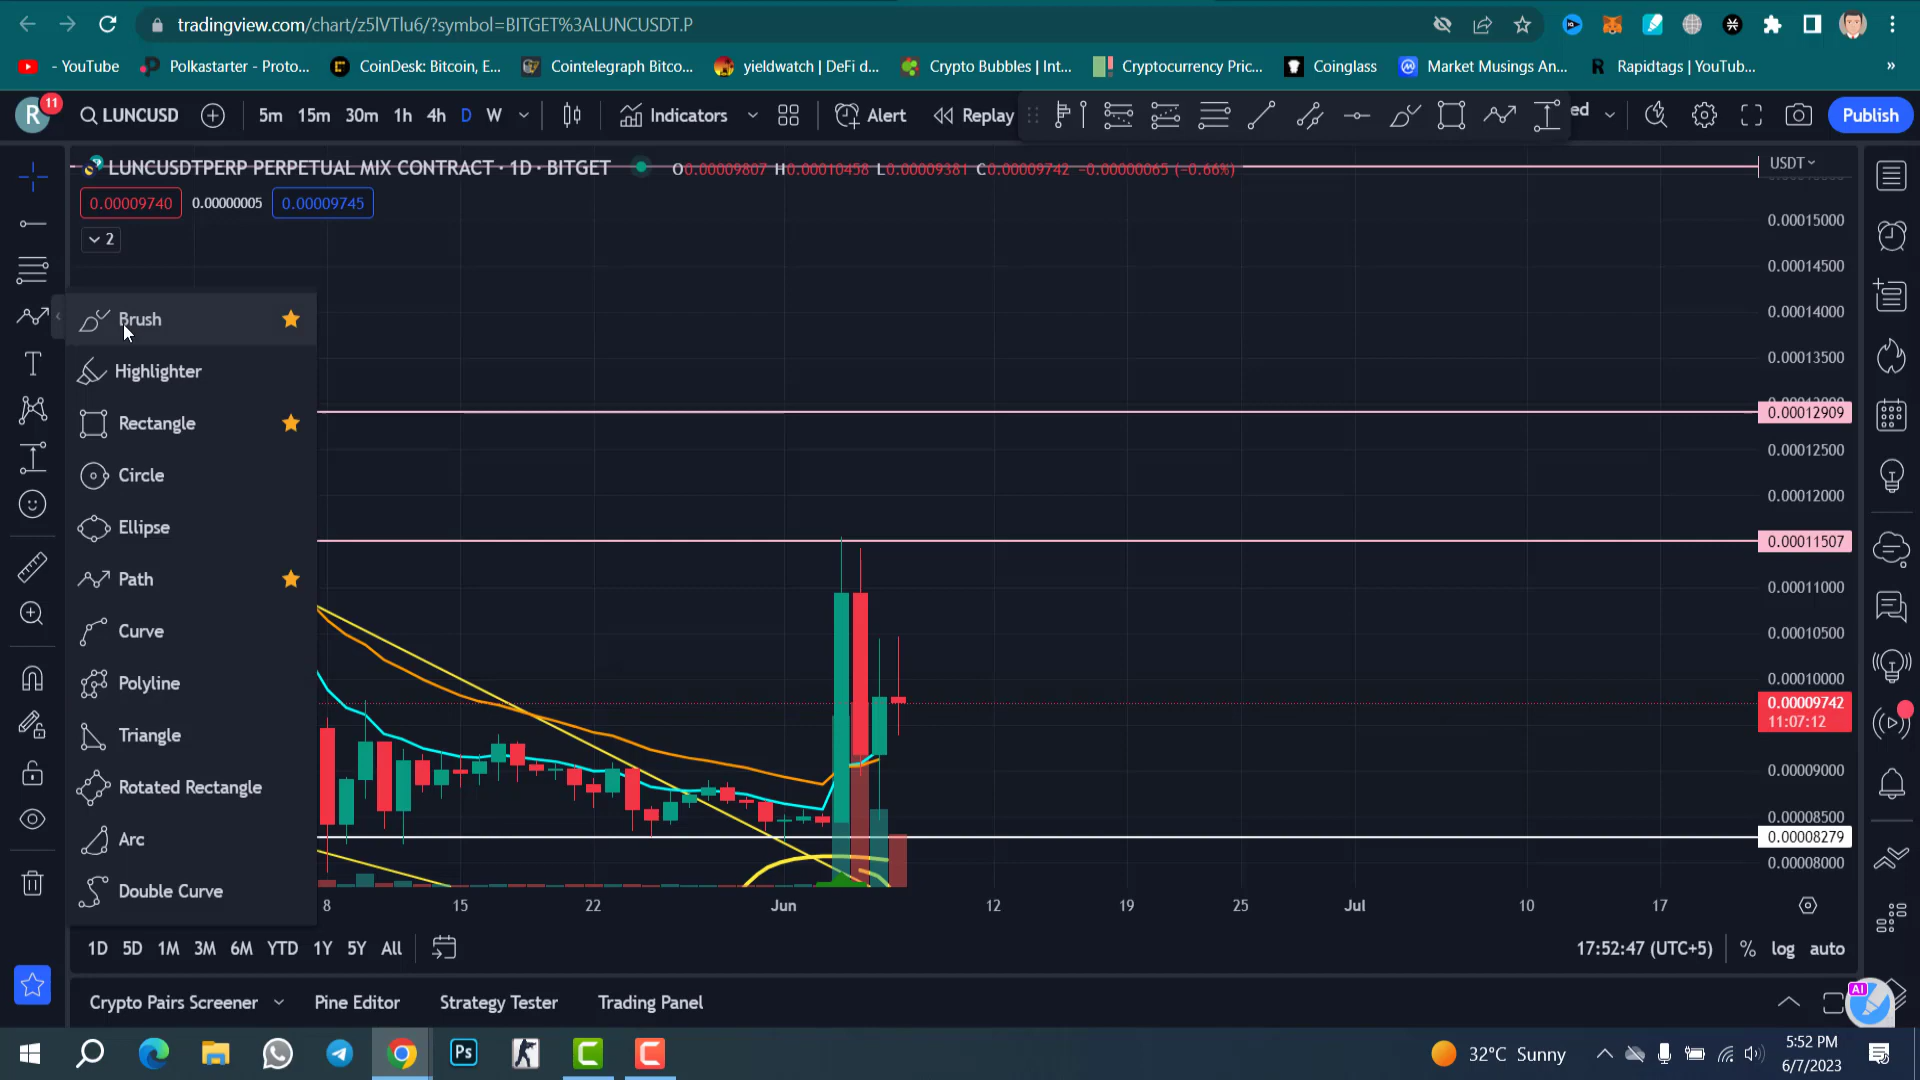 tradingview.com/chart/z5lVTlu6/?symbol=BITGET%3ALUNCUSDT.P
- YouTube Polkastarter - Proto... CoinDesk: Bitcoin, E... Cointelegraph Bitco... yieldwatch | DeFi d... Crypto Bubbles | Int... Cryptocurrency Pric... Coinglass Market Musings An... Rapidtags | YouTub... »
R 11 LUNCUSD 5m 15m 30m 1h 4h D W Indicators Alert Replay ed Publish
LUNCUSDTPERP PERPETUAL MIX CONTRACT · 1D · BITGET O0.00009807 H0.00010458 L0.00009381 C0.00009742 −0.00000065 (−0.66%) USDT
0.00009740 0.00000005 0.00009745
2
0.00015000
0.00014500
0.00014000
0.00013500
0.00012909
0.00012500
0.00012000
0.00011507
0.00011000
0.00010500
0.00010000
0.00009742
11:07:12
0.00009000
0.00008500
0.00008279
0.00008000
Brush
Highlighter
Rectangle
Circle
Ellipse
Path
Curve
Polyline
Triangle
Rotated Rectangle
Arc
Double Curve
8 15 22 Jun 12 19 25 Jul 10 17
1D 5D 1M 3M 6M YTD 1Y 5Y All 17:52:47 (UTC+5) % log auto
Crypto Pairs Screener Pine Editor Strategy Tester Trading Panel
AI
Ps C C 32°C Sunny
5:52 PM
6/7/2023